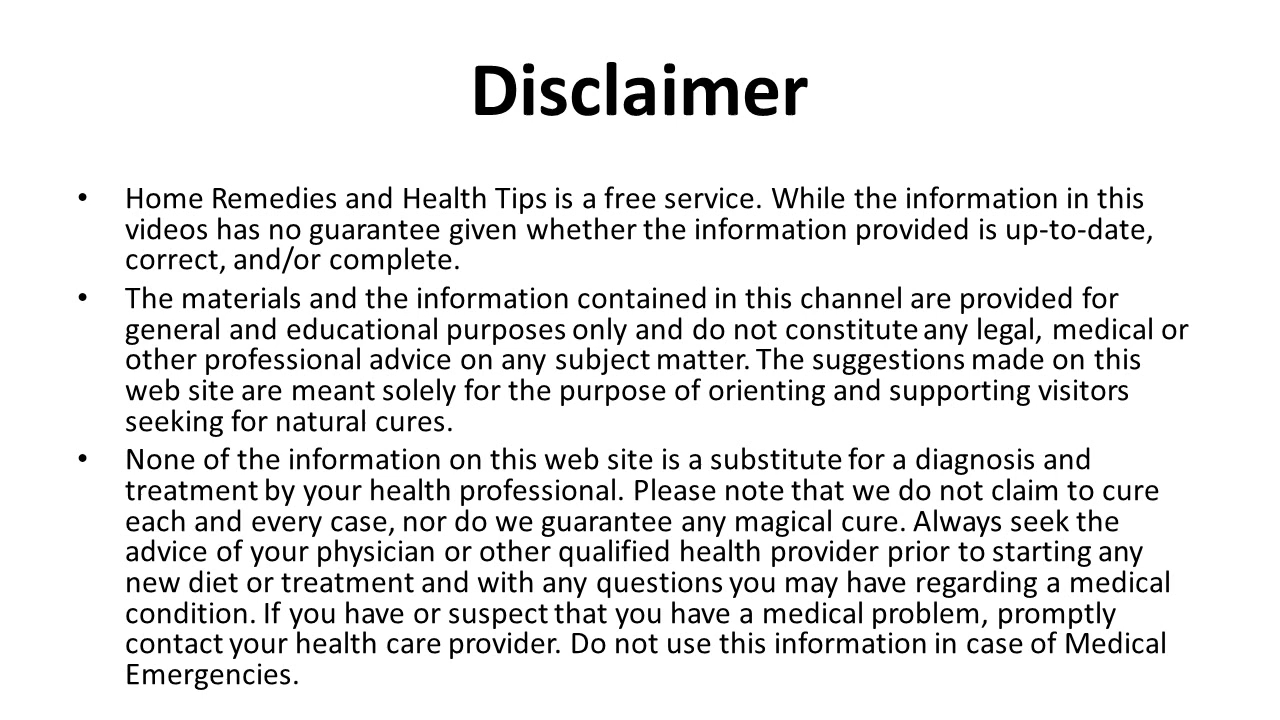 Disclaimer
• Home Remedies and Health Tips is a free service. While the information in this
videos has no guarantee given whether the information provided is up-to-date,
correct, and/or complete.
• The materials and the information contained in this channel are provided for
general and educational purposes only and do not constitute any legal, medical or
other professional advice on any subject matter. The suggestions made on this
web site are meant solely for the purpose of orienting and supporting visitors
seeking for natural cures.
• None of the information on this web site is a substitute for a diagnosis and
treatment by your health professional. Please note that we do not claim to cure
each and every case, nor do we guarantee any magical cure. Always seek the
advice of your physician or other qualified health provider prior to starting any
new diet or treatment and with any questions you may have regarding a medical
condition. If you have or suspect that you have a medical problem, promptly
contact your health care provider. Do not use this information in case of Medical
Emergencies.